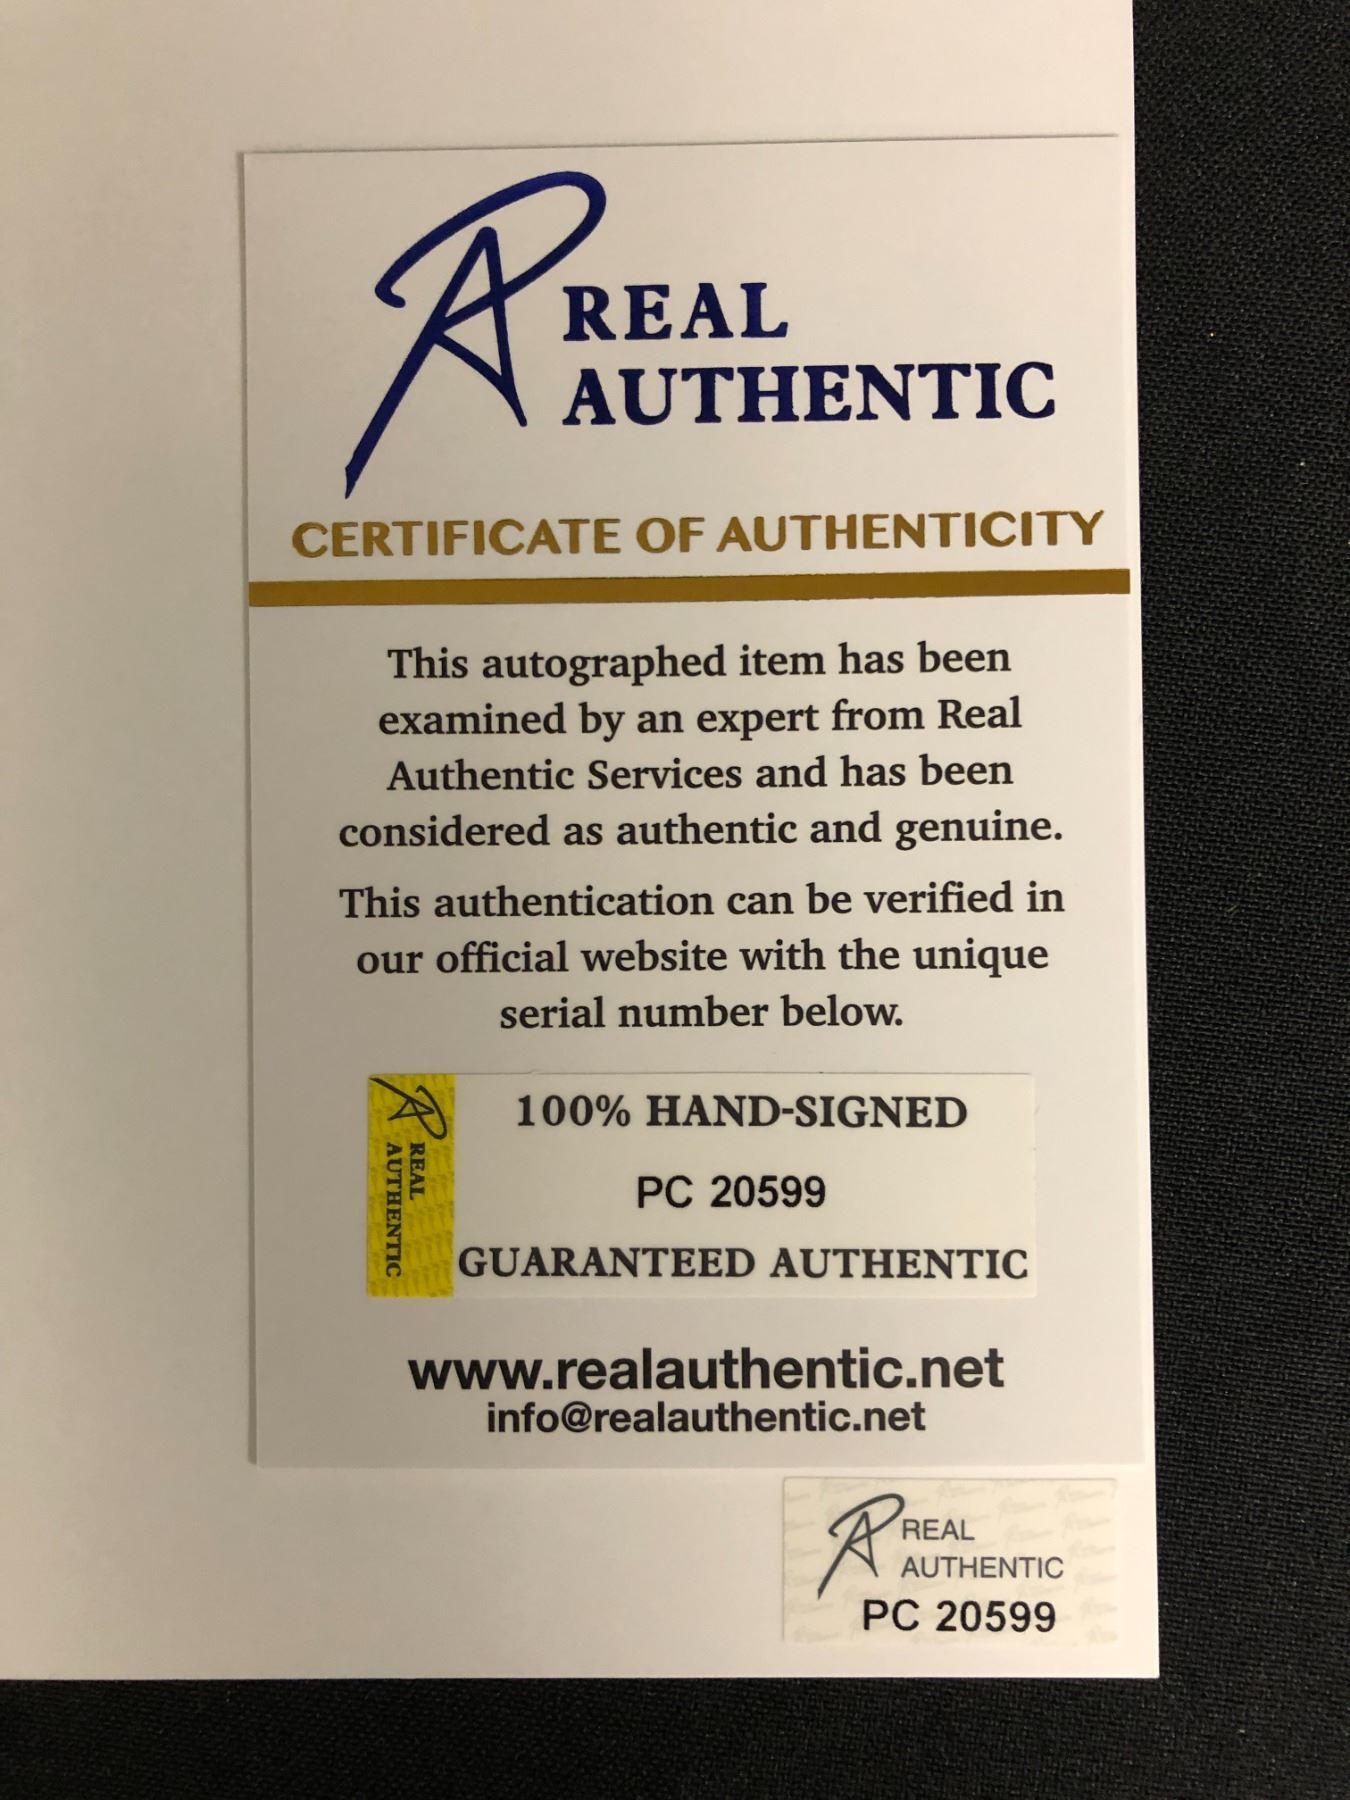 REAL
AUTHENTIC
CERTIFICATE OF AUTHENTICITY
This autographed item has been
examined by an expert from Real
Authentic Services and has been
considered as authentic and genuine.
This authentication can be verified in
our official website with the unique
serial number below.
REAL
AUTHENTIC
100% HAND-SIGNED
PC 20599
GUARANTEED AUTHENTIC
www.realauthentic.net
info@realauthentic.net
REAL
AUTHENTIC
PC 20599